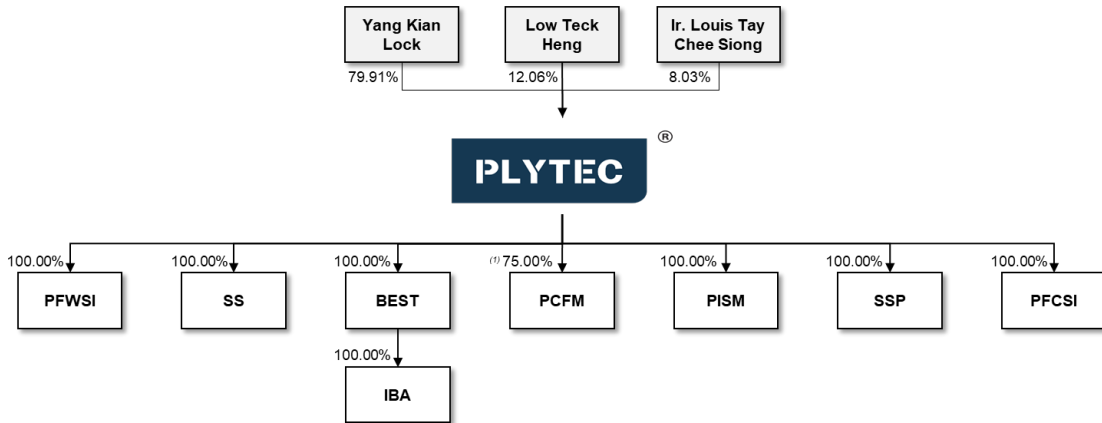 Yang Kian
Lock
Low Teck
Heng
Ir. Louis Tay
Chee Siong
79.91%
12.06%
8.03%
PLYTEC ®
100.00%
100.00%
100.00%
(1) 75.00%
100.00%
100.00%
100.00%
PFWSI
SS
BEST
PCFM
PISM
SSP
PFCSI
100.00%
IBA